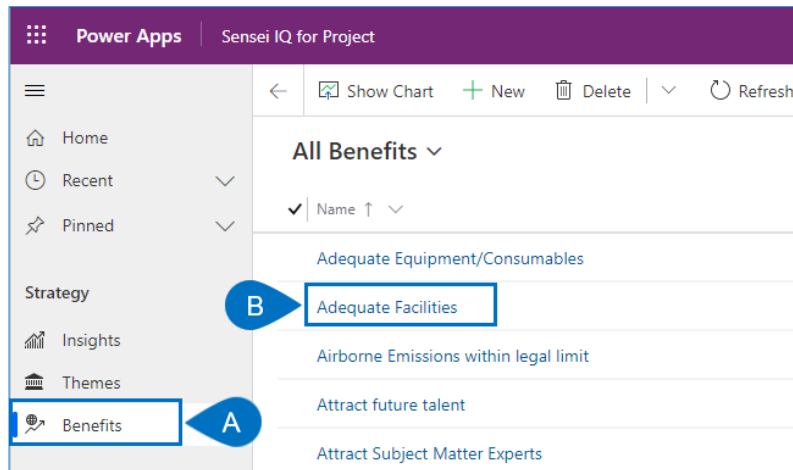 Power Apps Sensei IQ for Project
Show Chart New Delete Refresh
Home
Recent
Pinned
Strategy
Insights
Themes
Benefits A
All Benefits
Name
Adequate Equipment/Consumables
B Adequate Facilities
Airborne Emissions within legal limit
Attract future talent
Attract Subject Matter Experts